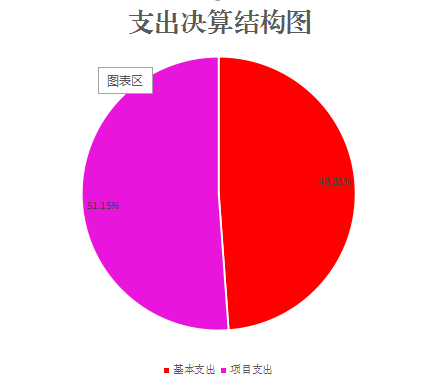 支出决算结构图
图表区
48.85%
51.15%
基本支出 项目支出